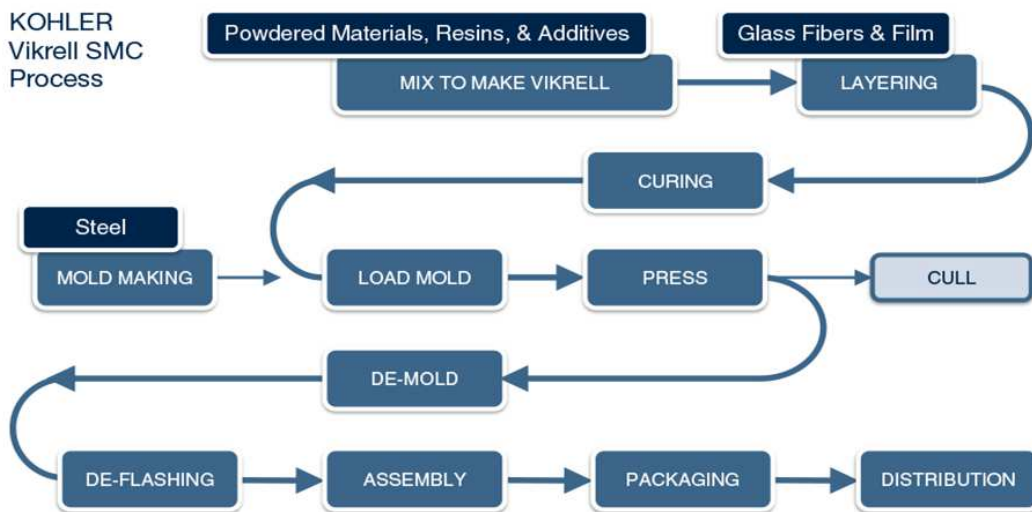 KOHLER
Vikrell SMC
Process
Powdered Materials, Resins, & Additives
Glass Fibers & Film
MIX TO MAKE VIKRELL
LAYERING
CURING
Steel
MOLD MAKING
LOAD MOLD
PRESS
CULL
DE-MOLD
DE-FLASHING
ASSEMBLY
PACKAGING
DISTRIBUTION